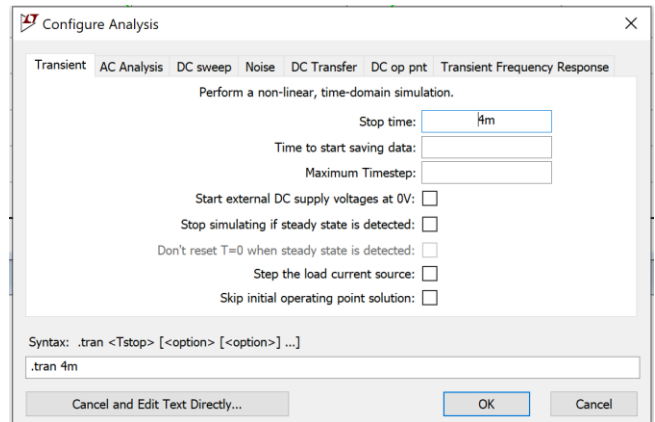 Configure Analysis
Transient AC Analysis DC sweep Noise DC Transfer DC op pnt Transient Frequency Response
Perform a non-linear, time-domain simulation.
Stop time: 4m
Time to start saving data:
Maximum Timestep:
Start external DC supply voltages at 0V:
Stop simulating if steady state is detected:
Don't reset T=0 when steady state is detected:
Step the load current source:
Skip initial operating point solution:
Syntax: .tran <Tstop> [<option> [<option>] ...]
.tran 4m
Cancel and Edit Text Directly... OK Cancel